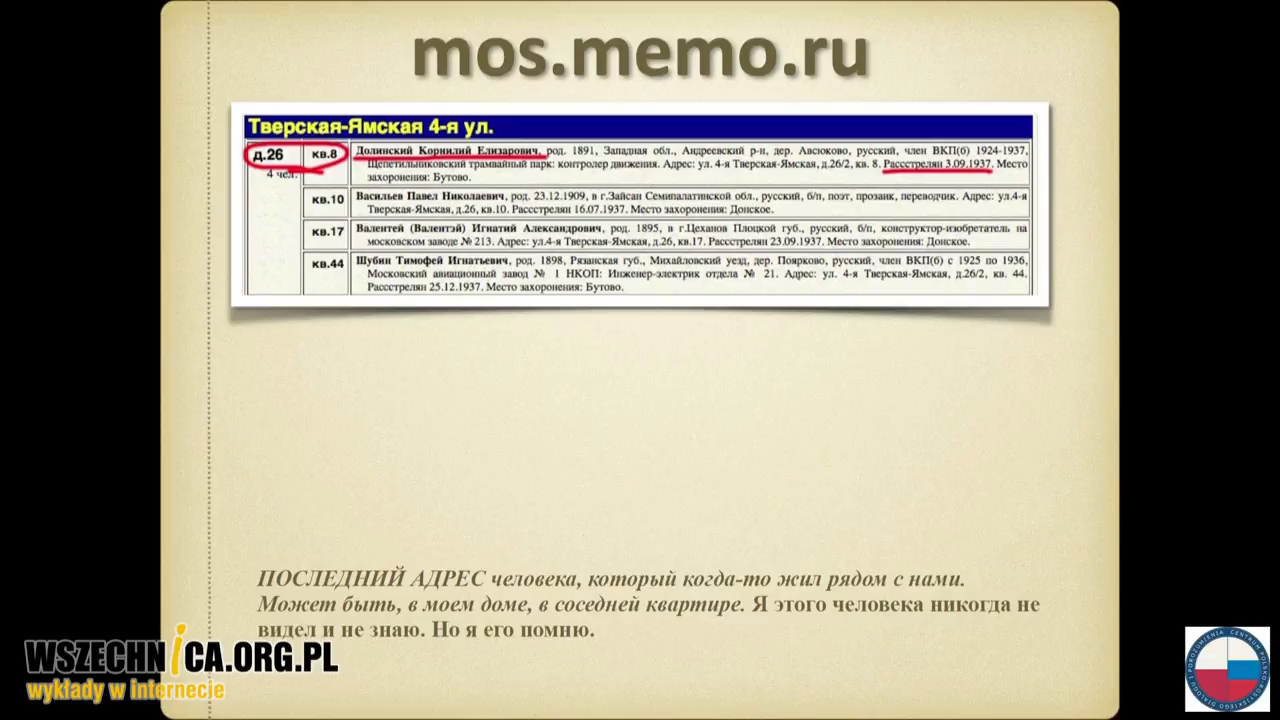 mos.memo.ru
Тверская-Ямская 4-я ул.
д.26 кв.8 Долинский Корнилий Елизарович, род. 1891, Западная обл., Андреевский р-н, дер. Авсюково, русский, член ВКП(б) 1924-1937,
4 чел. Щепетильниковский трамвайный парк: контролер движения. Адрес: ул. 4-я Тверская-Ямская, д.26/2, кв. 8. Расстрелян 3.09.1937. Место
захоронения: Бутово.
кв.10 Васильев Павел Николаевич, род. 23.12.1909, в г.Зайсан Семипалатинской обл., русский, б/п, поэт, прозаик, переводчик. Адрес: ул.4-я
Тверская-Ямская, д.26, кв.10. Расстрелян 16.07.1937. Место захоронения: Донское.
кв.17 Валентей (Валентэй) Игнатий Александрович, род. 1895, в г.Цеханов Плоцкой губ., русский, б/п, конструктор-изобретатель на
московском заводе № 213. Адрес: ул.4-я Тверская-Ямская, д.26, кв.17. Расстрелян 23.09.1937. Место захоронения: Донское.
кв.44 Шубин Тимофей Игнатьевич, род. 1898, Рязанская губ., Михайловский уезд, дер. Поярково, русский, член ВКП(б) с 1925 по 1936,
Московский авиационный завод № 1 НКОП: Инженер-электрик отдела № 21. Адрес: ул. 4-я Тверская-Ямская, д.26/2, кв. 44.
Расстрелян 25.12.1937. Место захоронения: Бутово.
ПОСЛЕДНИЙ АДРЕС человека, который когда-то жил рядом с нами.
Может быть, в моем доме, в соседней квартире. Я этого человека никогда не
видел и не знаю. Но я его помню.
WSZECHNiCA.ORG.PL
wykłady w internecie
CENTRUM POLSKO-ROSYJSKIEGO DIALOGU I POROZUMIENIA